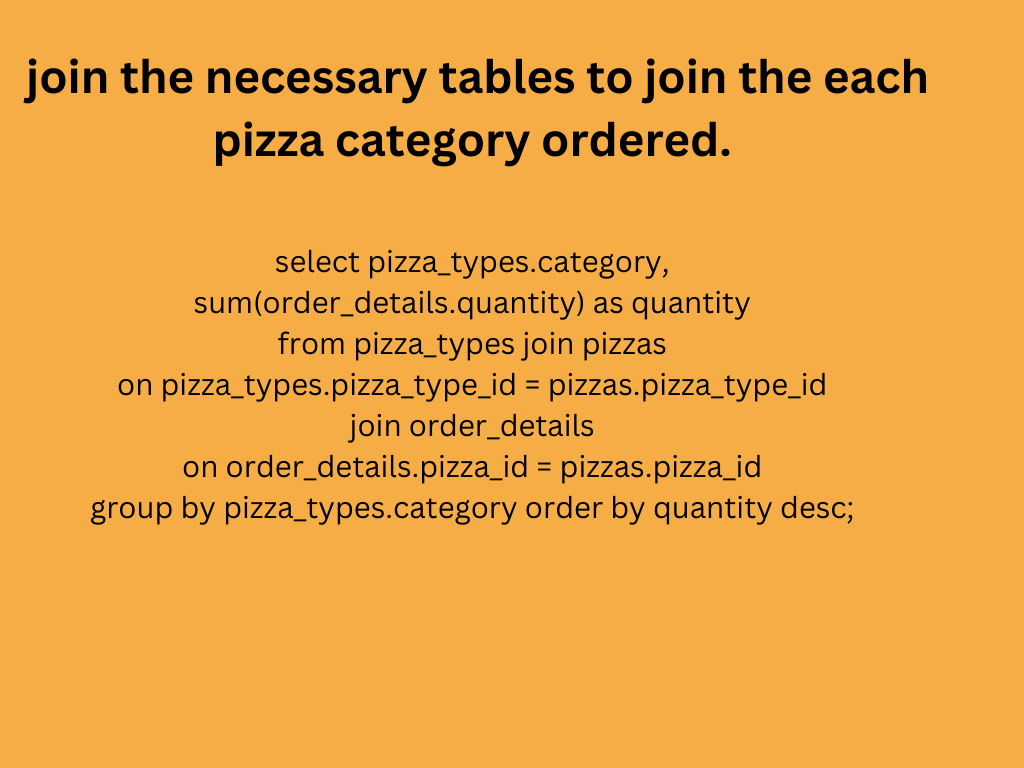 join the necessary tables to join the each
pizza category ordered.
select pizza_types.category,
sum(order_details.quantity) as quantity
from pizza_types join pizzas
on pizza_types.pizza_type_id = pizzas.pizza_type_id
join order_details
on order_details.pizza_id = pizzas.pizza_id
group by pizza_types.category order by quantity desc;